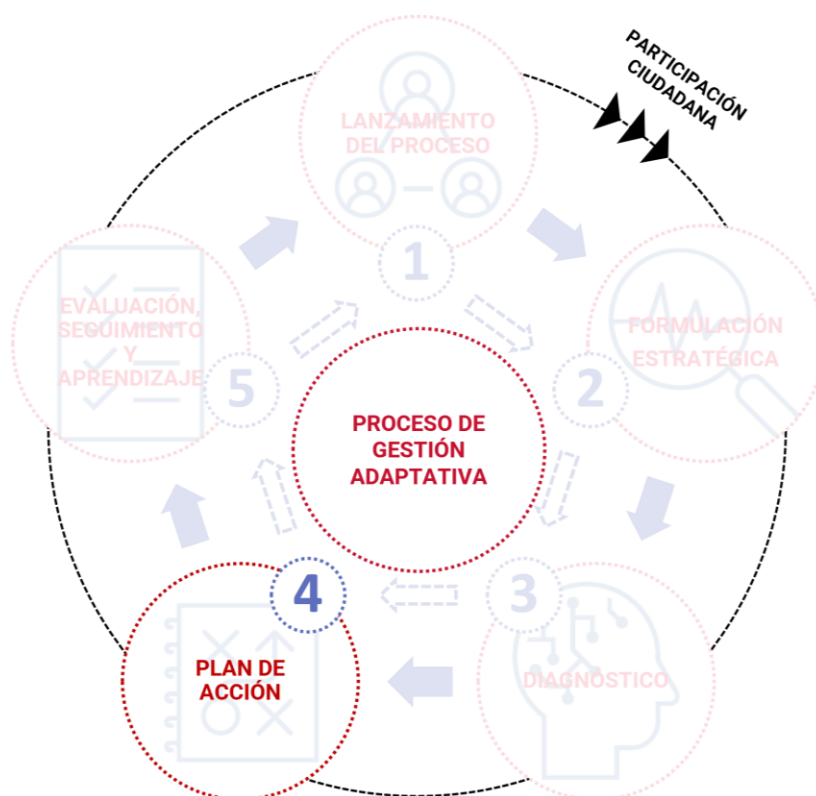 PARTICIPACIÓN
CIUDADANA
LANZAMIENTO
DEL PROCESO
1
FORMULACIÓN
ESTRATÉGICA
2
EVALUACIÓN,
SEGUIMIENTO
Y
APRENDIZAJE
5
PROCESO DE
GESTIÓN
ADAPTATIVA
4
PLAN DE
ACCIÓN
3
DIAGNÓSTICO